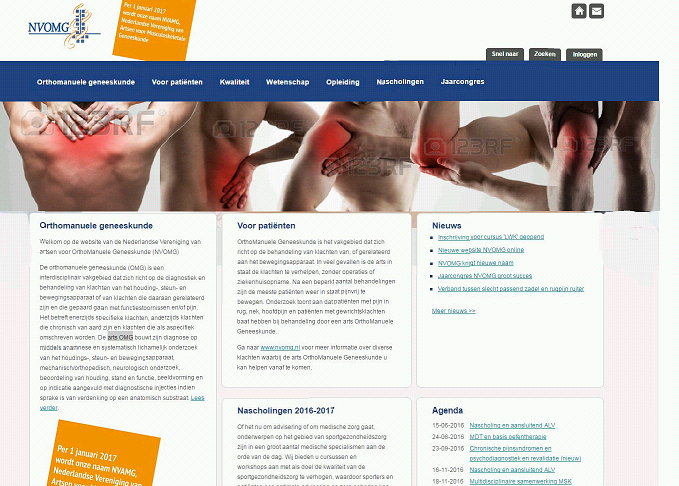 NVOMG
Per 1 januari 2017
wordt onze naam NVAMG,
Nederlandse Vereniging van
Artsen voor Musculoskeletale
Geneeskunde
Snel naar
Zoeken
Inloggen
Orthomanuele geneeskunde
Voor patiënten
Kwaliteit
Wetenschap
Opleiding
Nascholingen
Jaarcongres
123RF
123RF
123RF
123RF
Orthomanuele geneeskunde
Welkom op de website van de Nederlandse Vereniging van
artsen voor OrthoManuele Geneeskunde (NVOMG)
De orthomanuele geneeskunde (OMG) is een
interdisciplinair vakgebied dat zich richt op de diagnostiek en
behandeling van klachten van het houding-, steun- en
bewegingsapparaat of van klachten die daaraan gerelateerd
zijn en die gepaard gaan met functiestoornissen en/of pijn.
Het betreft enerzijds specifieke klachten, anderzijds klachten
die chronisch van aard zijn en klachten die als aspecifiek
omschreven worden. De arts OMG bouwt zijn diagnose op
middels anamnese en systematisch lichamelijk onderzoek
van het houdings-, steun- en bewegingsapparaat,
mechanisch/orthopedisch, neurologisch onderzoek,
beoordeling van houding, stand en functie, beeldvorming en
op indicatie aangevuld met diagnostische injecties indien
sprake is van verdenking op een anatomisch substraat. Lees
verder.
Per 1 januari 2017
wordt onze naam NVAMG,
Nederlandse Vereniging van
Artsen voor
Voor patiënten
OrthoManuele Geneeskunde is het vakgebied dat zich
richt op de behandeling van klachten van, of gerelateerd
aan het bewegingsapparaat. In veel gevallen is de arts in
staat de klachten te verhelpen, zonder operaties of
ziekenhuisopname. Na een beperkt aantal behandelingen
zijn de meeste patiënten weer in staat pijnvrij te
bewegen. Onderzoek toont aan dat patiënten met pijn in
rug, nek, hoofdpijn en patiënten met gewrichtsklachten
baat hebben bij behandeling door een arts OrthoManuele
Geneeskunde.
Ga naar www.nvomg.nl voor meer informatie over diverse
klachten waarbij de arts OrthoManuele Geneeskunde u
kan helpen vanaf te komen.
Nieuws
Inschrijving voor cursus 'LWK' geopend
Nieuwe website NVOMG online
NVOMG krijgt nieuwe naam
Jaarcongres NVOMG groot succes
Verband tussen slecht passend zadel en rugpijn ruiter
Meer nieuws >>
Nascholingen 2016-2017
Of het nu om advisering of om medische zorg gaat,
onderwerpen op het gebied van sportgezondheidszorg
zijn in een groot aantal medische specialismen aan de
orde van de dag. Wij bieden u cursussen en
workshops aan met als doel de kwaliteit van de
sportgezondheidszorg te verhogen, waardoor sporters en
Agenda
15-06-2016 Nascholing en aansluitend ALV
24-06-2016 MDT en basis oefentherapie
23-09-2016 Chronische pijnsyndromen en
psychodiagnostiek en revalidatie (nieuw)
16-11-2016 Nascholing en aansluitend ALV
18-11-2016 Multidisciplinaire samenwerking MSK